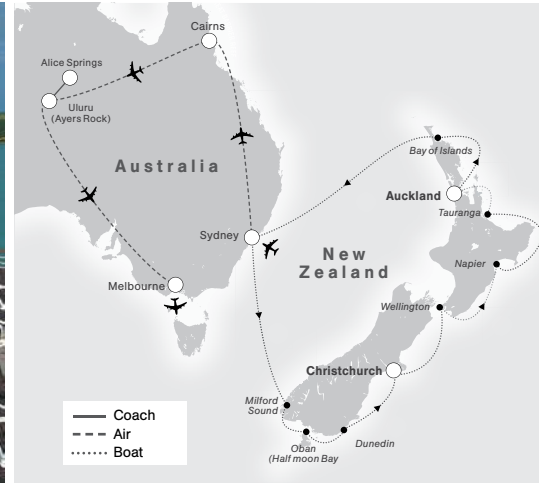 Cairns
Alice Springs
Uluru
(Ayers Rock)
Australia
Bay of Islands
Auckland
Tauranga
Sydney
New
Zealand
Napier
Melbourne
Wellington
Christchurch
Milford
Sound
Oban
(Half moon Bay
Dunedin
Coach
Air
Boat